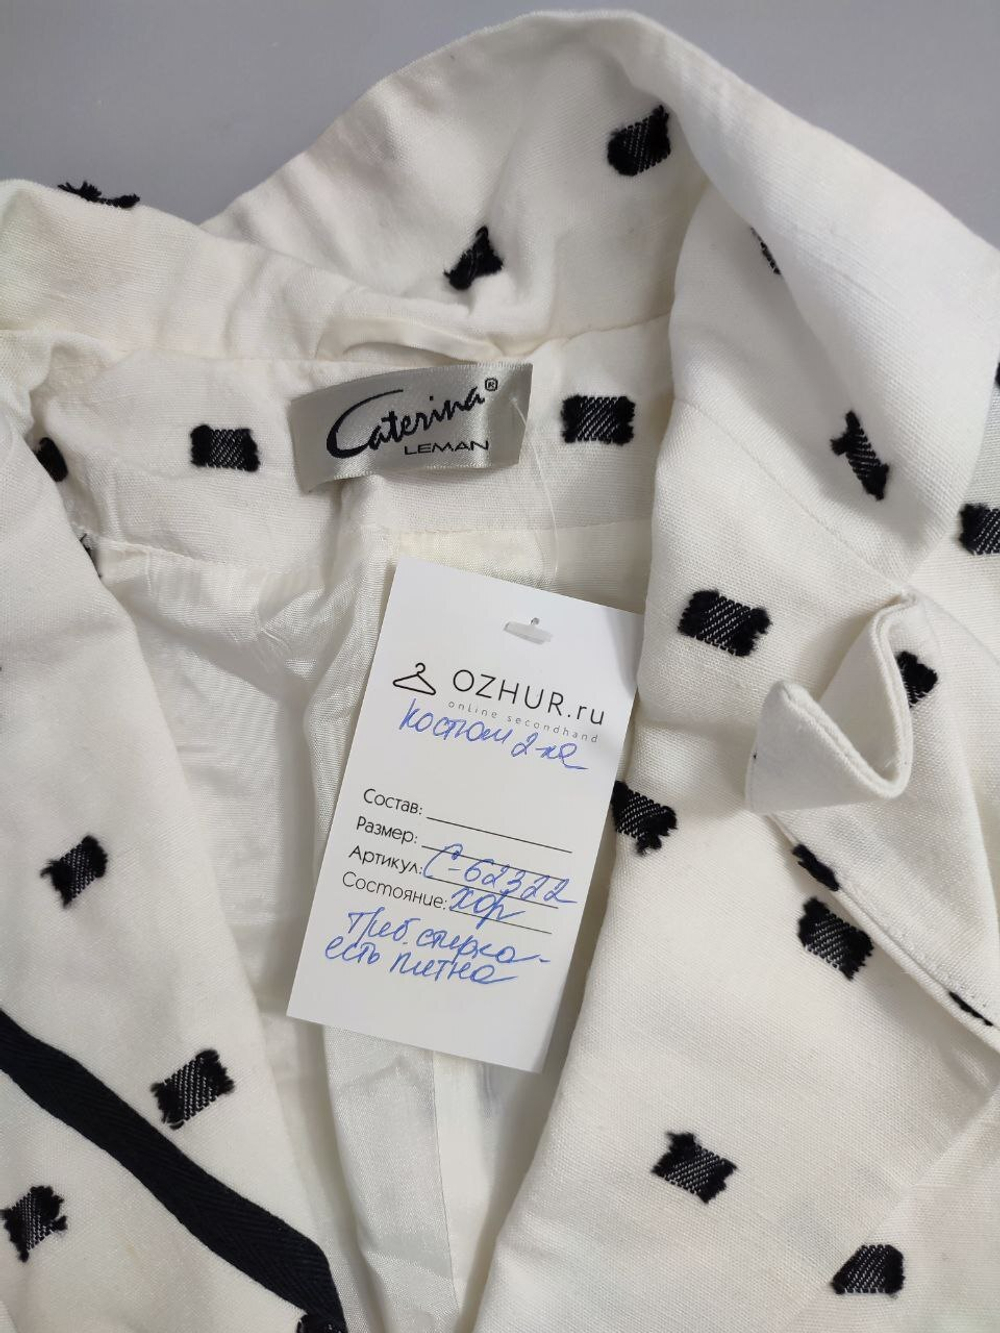 Caterina®
LEMAN
OZHUR.ru
online secondhand
Костюм 2-ка
Состав:
Размер:
Артикул: С-62322
Состояние: хор
Треб. стирка-
есть пятна